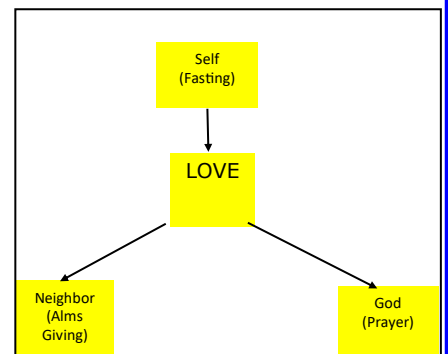 Self
(Fasting)
LOVE
Neighbor
(Alms
Giving)
God
(Prayer)